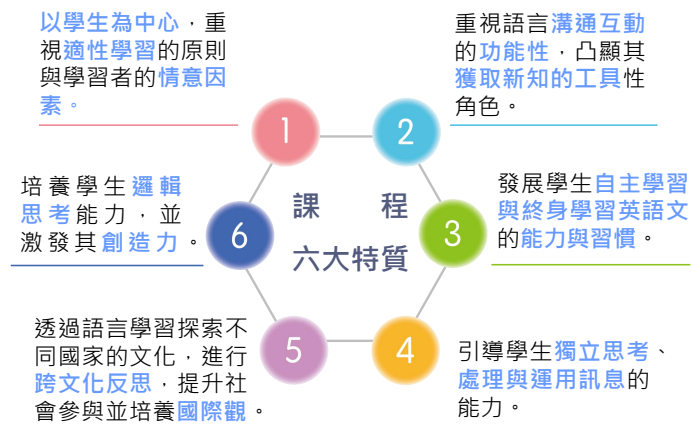 以學生為中心，重
視適性學習的原則
與學習者的情意因
素。
重視語言溝通互動
的功能性，凸顯其
獲取新知的工具性
角色。
1
2
培養學生邏輯
思考能力，並
激發其創造力。
6
課 程
六大特質
3
發展學生自主學習
與終身學習英語文
的能力與習慣。
透過語言學習探索不
同國家的文化，進行
跨文化反思，提升社
會參與並培養國際觀。
5
4
引導學生獨立思考、
處理與運用訊息的
能力。